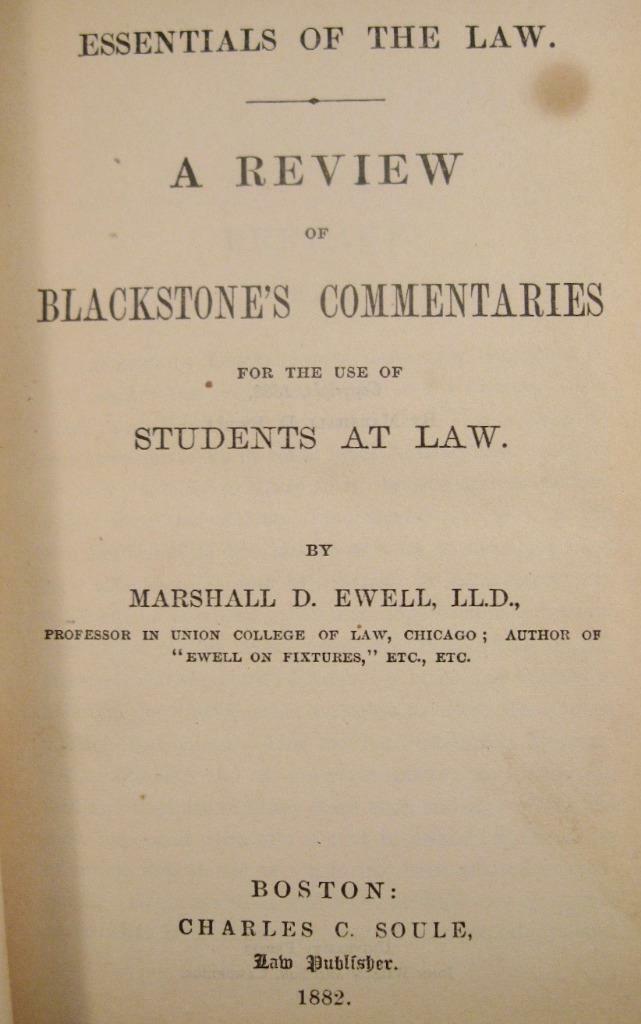 ESSENTIALS OF THE LAW.
A REVIEW
OF
BLACKSTONE'S COMMENTARIES
FOR THE USE OF
STUDENTS AT LAW.
BY
MARSHALL D. EWELL, LL.D.,
PROFESSOR IN UNION COLLEGE OF LAW, CHICAGO; AUTHOR OF
"EWELL ON FIXTURES," ETC., ETC.
BOSTON:
CHARLES C. SOULE,
Law Publisher.
1882.